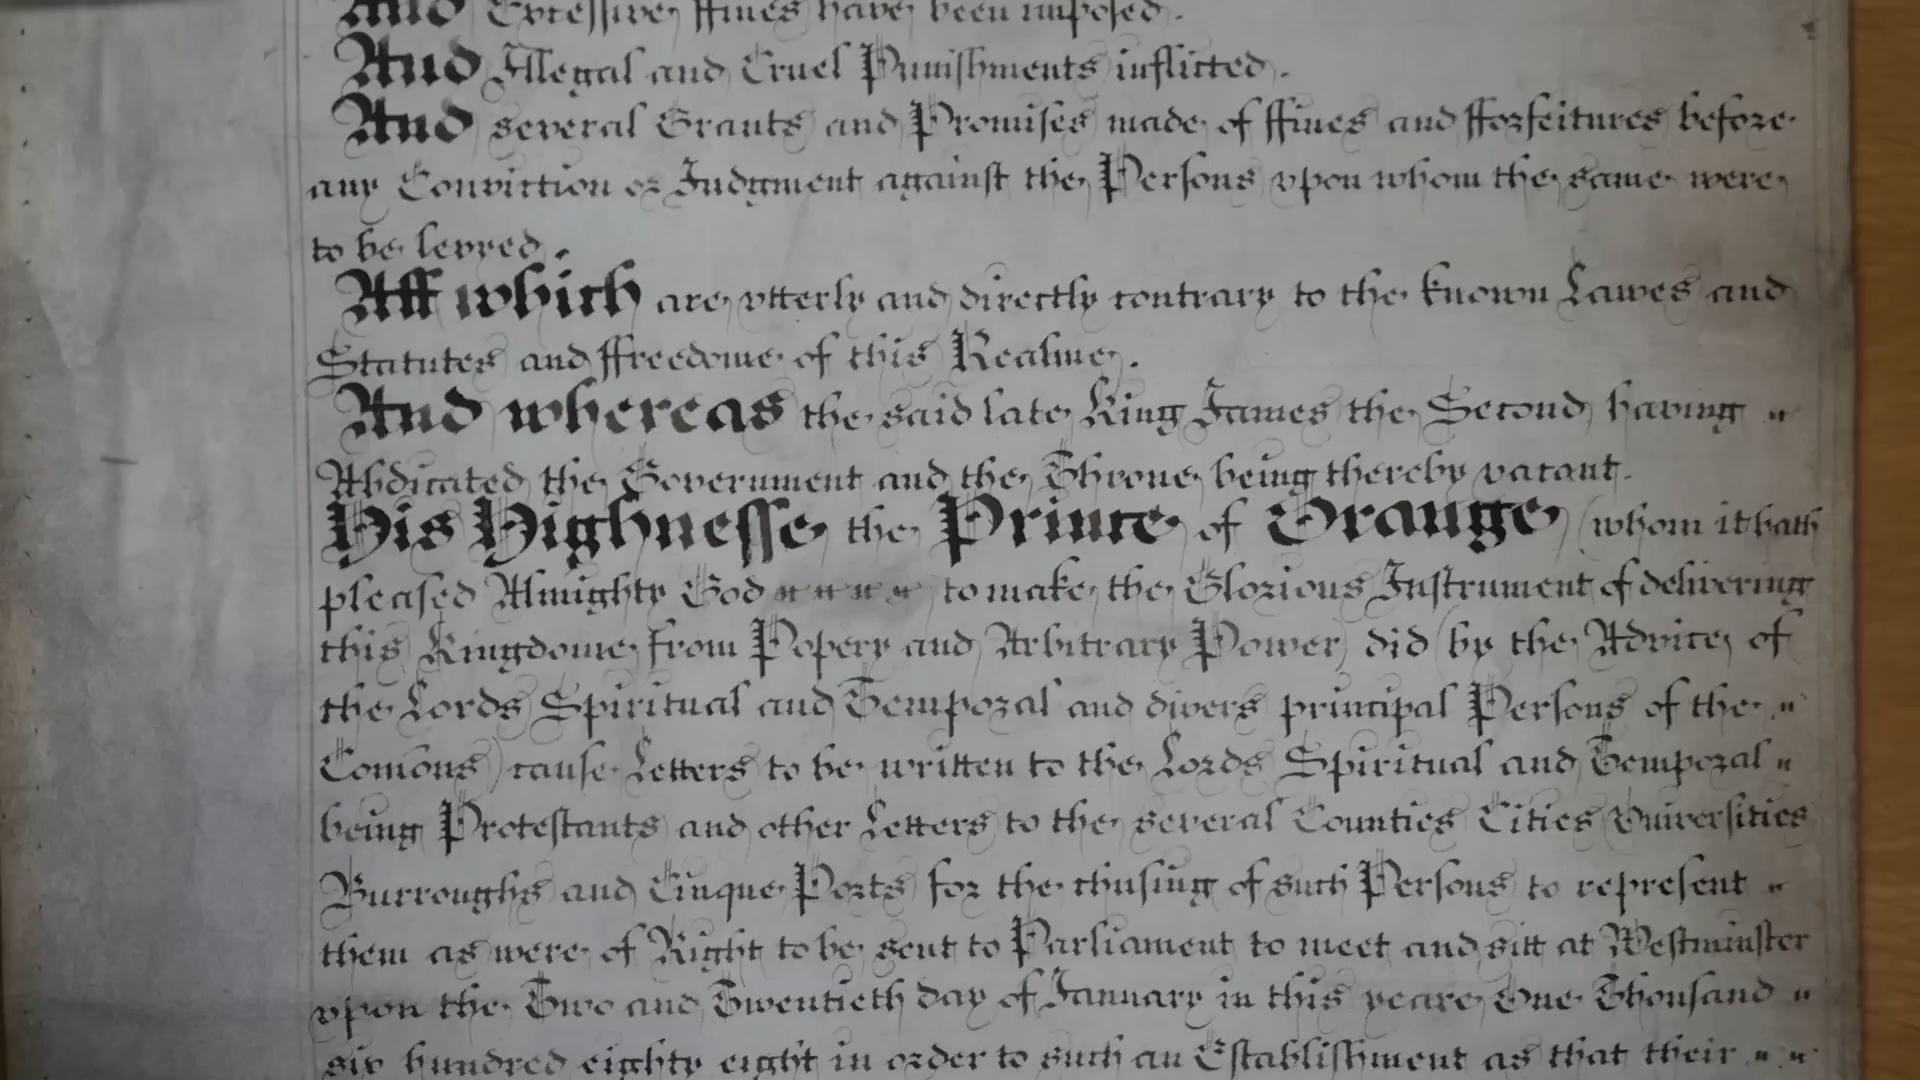 And Excessive ffines have been imposed.
And Illegal and Cruel Punishments inflicted.
And several Grants and Promises made of ffines and fforfeitures before
any Conviction or Judgment against the Persons vpon whom the same were
to be levyed.
All which are vtterly and directly contrary to the known Lawes and
Statutes and ffreedome of this Realme.
And whereas the said late King James the Second having
Abdicated the Government and the Throne being thereby vacant.
His Highnesse the Prince of Orange (whom it hath
pleased Almighty God to make the Glorious Instrument of delivering
this Kingdome from Popery and Arbitrary Power) did (by the Advice of
the Lords Spiritual and Temporal and divers principal Persons of the
Comons) cause Letters to be written to the Lords Spiritual and Temporal
being Protestants and other Letters to the several Counties Cities Vniversities
Burroughs and Cinque Ports for the chusing of such Persons to represent
them as were of Right to be sent to Parliament to meet and sitt at Westminster
vpon the Two and Twentieth day of January in this yeare One Thousand
six hundred eighty eight in order to such an Establishment as that their